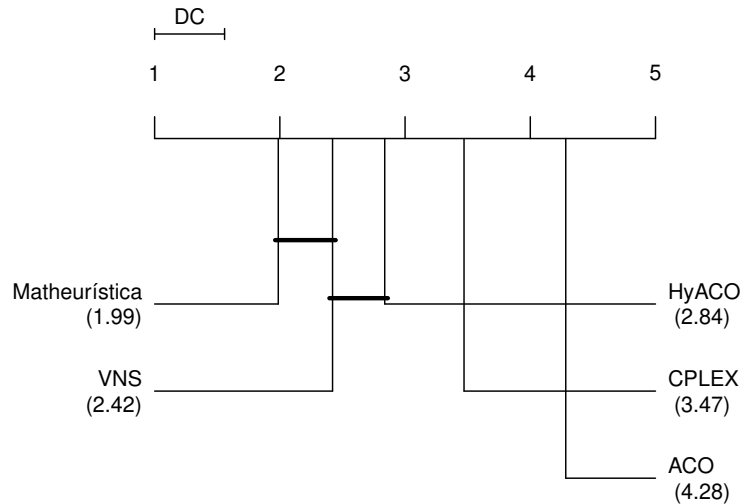 DC
1 2 3 4 5
Matheurística
(1.99)
HyACO
(2.84)
VNS
(2.42)
CPLEX
(3.47)
ACO
(4.28)